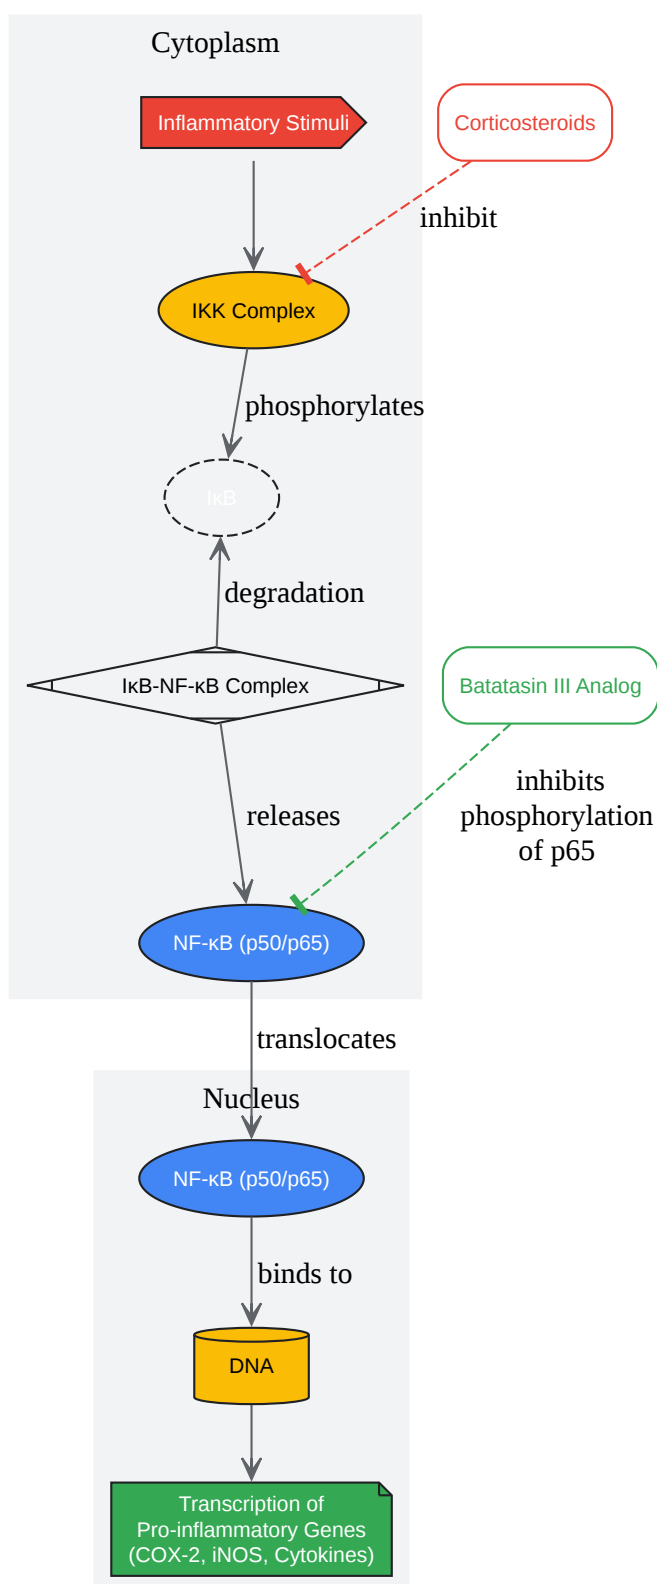 Cytoplasm
Inflammatory Stimuli
Corticosteroids
inhibit
IKK Complex
phosphorylates
IκB
degradation
IκB-NF-κB Complex
Batatasin III Analog
inhibits
phosphorylation
of p65
releases
NF-κB (p50/p65)
translocates
Nucleus
NF-κB (p50/p65)
binds to
DNA
Transcription of
Pro-inflammatory Genes
(COX-2, iNOS, Cytokines)